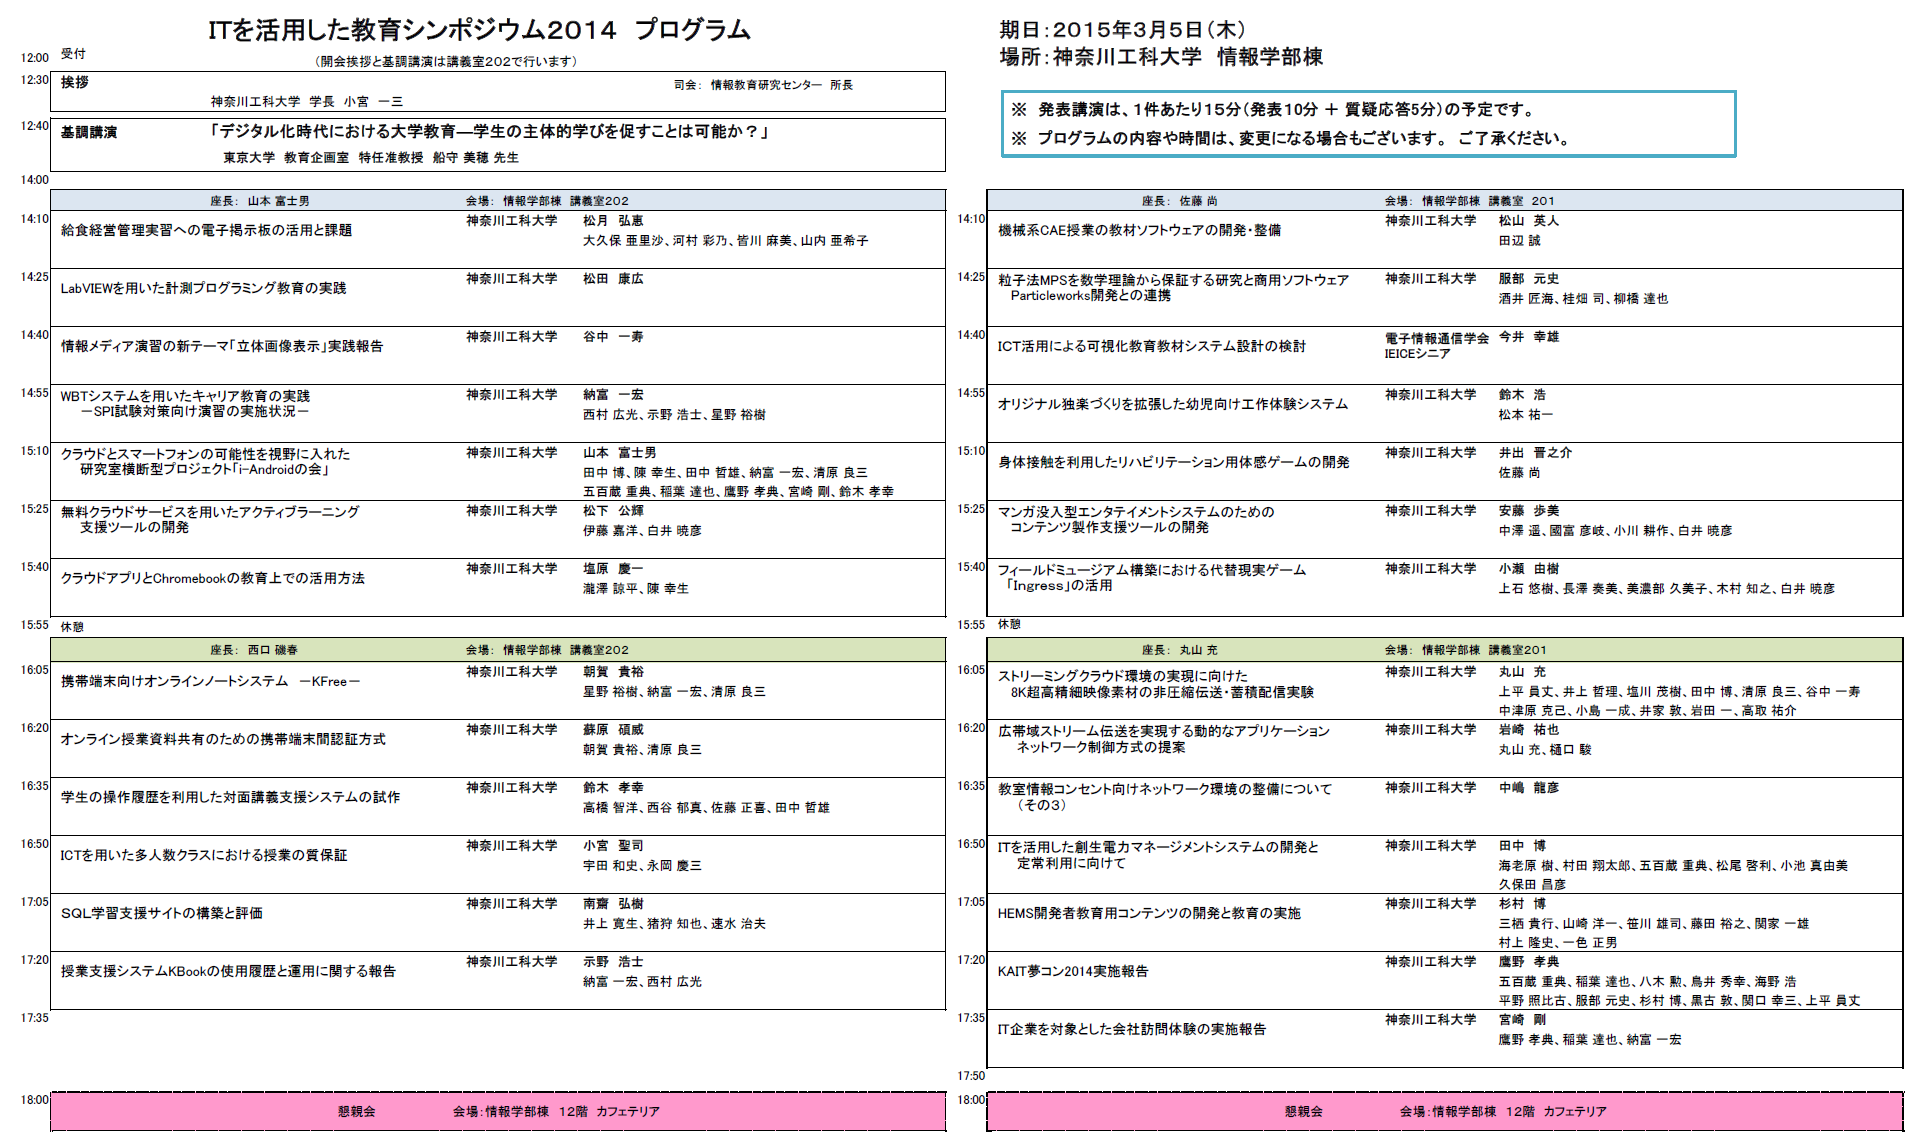 ITを活用した教育シンポジウム2014　プログラム
期日：2015年3月5日（木）
場所：神奈川工科大学　情報学部棟
12:00 受付
（開会挨拶と基調講演は講義室202で行います）
12:30 挨拶
司会：　情報教育研究センター　所長
神奈川工科大学　学長　小宮　一三
※　発表講演は、1件あたり15分（発表10分 ＋ 質疑応答5分）の予定です。
※　プログラムの内容や時間は、変更になる場合もございます。 ご了承ください。
12:40 基調講演　「デジタル化時代における大学教育―学生の主体的学びを促すことは可能か？」
東京大学　教育企画室　特任准教授　船守 美穂 先生
14:00
座長：　山本 富士男　会場：　情報学部棟　講義室202
14:10 給食経営管理実習への電子掲示板の活用と課題　神奈川工科大学　松月　弘恵
大久保 亜里沙、河村 彩乃、皆川 麻美、山内 亜希子
14:25 LabVIEWを用いた計測プログラミング教育の実践　神奈川工科大学　松田　康広
14:40 情報メディア演習の新テーマ「立体画像表示」実践報告　神奈川工科大学　谷中　一寿
14:55 WBTシステムを用いたキャリア教育の実践　神奈川工科大学　納富　一宏
－SPI試験対策向け演習の実施状況－　西村 広光、示野 浩士、星野 裕樹
15:10 クラウドとスマートフォンの可能性を視野に入れた　神奈川工科大学　山本　富士男
研究室横断型プロジェクト「i-Androidの会」　田中 博、陳 幸生、田中 哲雄、納富 一宏、清原 良三
五百蔵 重典、稲葉 達也、鷹野 孝典、宮崎 剛、鈴木 孝幸
15:25 無料クラウドサービスを用いたアクティブラーニング　神奈川工科大学　松下　公輝
支援ツールの開発　伊藤 嘉洋、白井 暁彦
15:40 クラウドアプリとChromebookの教育上での活用方法　神奈川工科大学　塩原　慶一
瀧澤 諒平、陳 幸生
15:55 休憩
座長：　西口 磯春　会場：　情報学部棟　講義室202
16:05 携帯端末向けオンラインノートシステム　－KFree－　神奈川工科大学　朝賀　貴裕
星野 裕樹、納富 一宏、清原 良三
16:20 オンライン授業資料共有のための携帯端末間認証方式　神奈川工科大学　蘇原　碩威
朝賀 貴裕、清原 良三
16:35 学生の操作履歴を利用した対面講義支援システムの試作　神奈川工科大学　鈴木　孝幸
高橋 智洋、西谷 郁真、佐藤 正喜、田中 哲雄
16:50 ICTを用いた多人数クラスにおける授業の質保証　神奈川工科大学　小宮　聖司
宇田 和史、永岡 慶三
17:05 SQL学習支援サイトの構築と評価　神奈川工科大学　南齋　弘樹
井上 寛生、猪狩 知也、速水 治夫
17:20 授業支援システムKBookの使用履歴と運用に関する報告　神奈川工科大学　示野　浩士
納富 一宏、西村 広光
17:35
18:00 懇親会　会場：情報学部棟　12階　カフェテリア
座長：　佐藤 尚　会場：　情報学部棟　講義室　201
14:10 機械系CAE授業の教材ソフトウェアの開発・整備　神奈川工科大学　松山　英人
田辺 誠
14:25 粒子法MPSを数学理論から保証する研究と商用ソフトウェア　神奈川工科大学　服部　元史
Particleworks開発との連携　酒井 匠海、桂畑 司、柳橋 達也
14:40 ICT活用による可視化教育教材システム設計の検討　電子情報通信学会　今井　幸雄
IEICEシニア
14:55 オリジナル独楽づくりを拡張した幼児向け工作体験システム　神奈川工科大学　鈴木　浩
松本 祐一
15:10 身体接触を利用したリハビリテーション用体感ゲームの開発　神奈川工科大学　井出　晋之介
佐藤 尚
15:25 マンガ没入型エンタテイメントシステムのための　神奈川工科大学　安藤　歩美
コンテンツ製作支援ツールの開発　中澤 遥、國富 彦岐、小川 耕作、白井 暁彦
15:40 フィールドミュージアム構築における代替現実ゲーム　神奈川工科大学　小瀬　由樹
「Ingress」の活用　上石 悠樹、長澤 奏美、美濃部 久美子、木村 知之、白井 暁彦
15:55 休憩
座長：　丸山 充　会場：　情報学部棟　講義室201
16:05 ストリーミングクラウド環境の実現に向けた　神奈川工科大学　丸山　充
8K超高精細映像素材の非圧縮伝送・蓄積配信実験　上平 員丈、井上 哲理、塩川 茂樹、田中 博、清原 良三、谷中 一寿
中津原 克己、小島 一成、井家 敦、岩田 一、高取 祐介
16:20 広帯域ストリーム伝送を実現する動的なアプリケーション　神奈川工科大学　岩崎　祐也
ネットワーク制御方式の提案　丸山 充、樋口 駿
16:35 教室情報コンセント向けネットワーク環境の整備について　神奈川工科大学　中嶋　龍彦
（その3）
16:50 ITを活用した創生電力マネージメントシステムの開発と　神奈川工科大学　田中　博
定常利用に向けて　海老原 樹、村田 翔太郎、五百蔵 重典、松尾 啓利、小池 真由美
久保田 昌彦
17:05 HEMS開発者教育用コンテンツの開発と教育の実施　神奈川工科大学　杉村　博
三栖 貴行、山崎 洋一、笹川 雄司、藤田 裕之、関家 一雄
村上 隆史、一色 正男
17:20 KAIT夢コン2014実施報告　神奈川工科大学　鷹野　孝典
五百蔵 重典、稲葉 達也、八木 勲、鳥井 秀幸、海野 浩
平野 照比古、服部 元史、杉村 博、黒古 敦、関口 幸三、上平 員丈
17:35 IT企業を対象とした会社訪問体験の実施報告　神奈川工科大学　宮崎　剛
鷹野 孝典、稲葉 達也、納富 一宏
17:50
18:00 懇親会　会場：情報学部棟　12階　カフェテリア